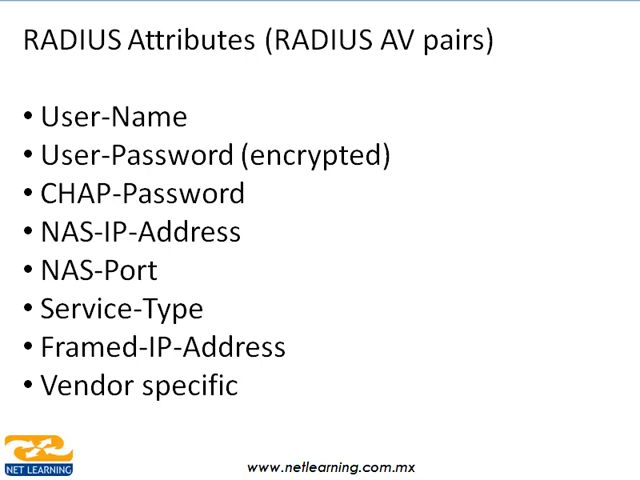 RADIUS Attributes (RADIUS AV pairs)
• User-Name
• User-Password (encrypted)
• CHAP-Password
• NAS-IP-Address
• NAS-Port
• Service-Type
• Framed-IP-Address
• Vendor specific
NET LEARNING
www.netlearning.com.mx